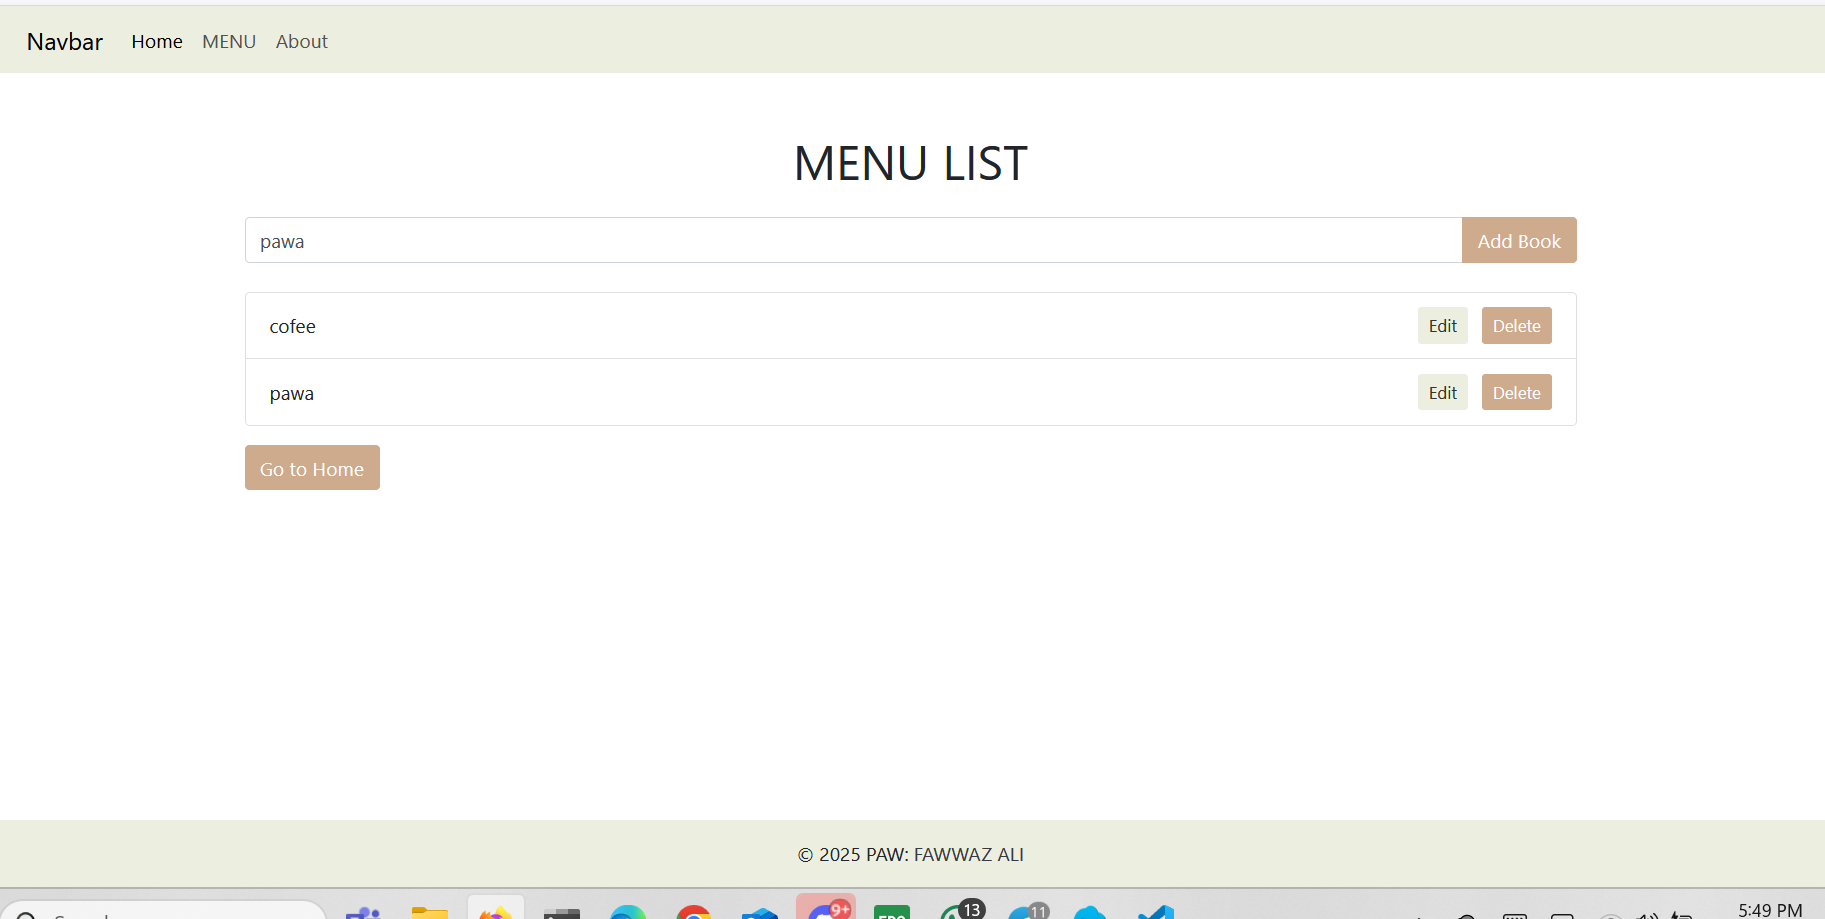 Navbar Home MENU About
MENU LIST
pawa Add Book
cofee Edit Delete
pawa Edit Delete
Go to Home
© 2025 PAW: FAWWAZ ALI
9+ 13 11
5:49 PM